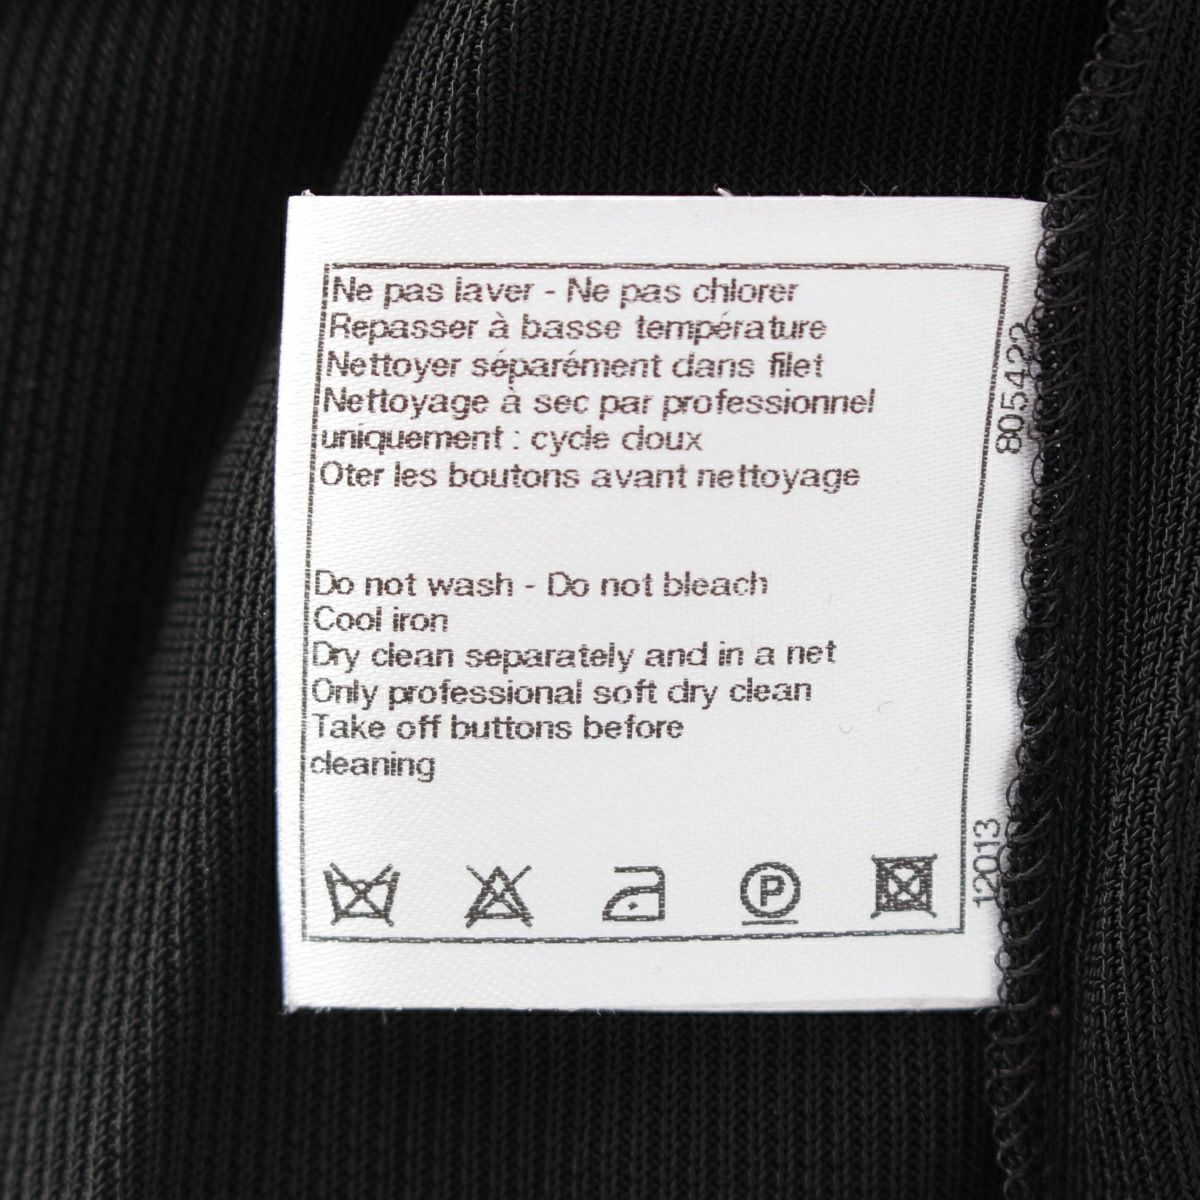 Ne pas laver - Ne pas chlorer
Repasser à basse température
Nettoyer séparément dans filet
Nettoyage à sec par professionnel
uniquement : cycle doux
Oter les boutons avant nettoyage
Do not wash - Do not bleach
Cool iron
Dry clean separately and in a net
Only professional soft dry clean
Take off buttons before
cleaning
P
805422
12013